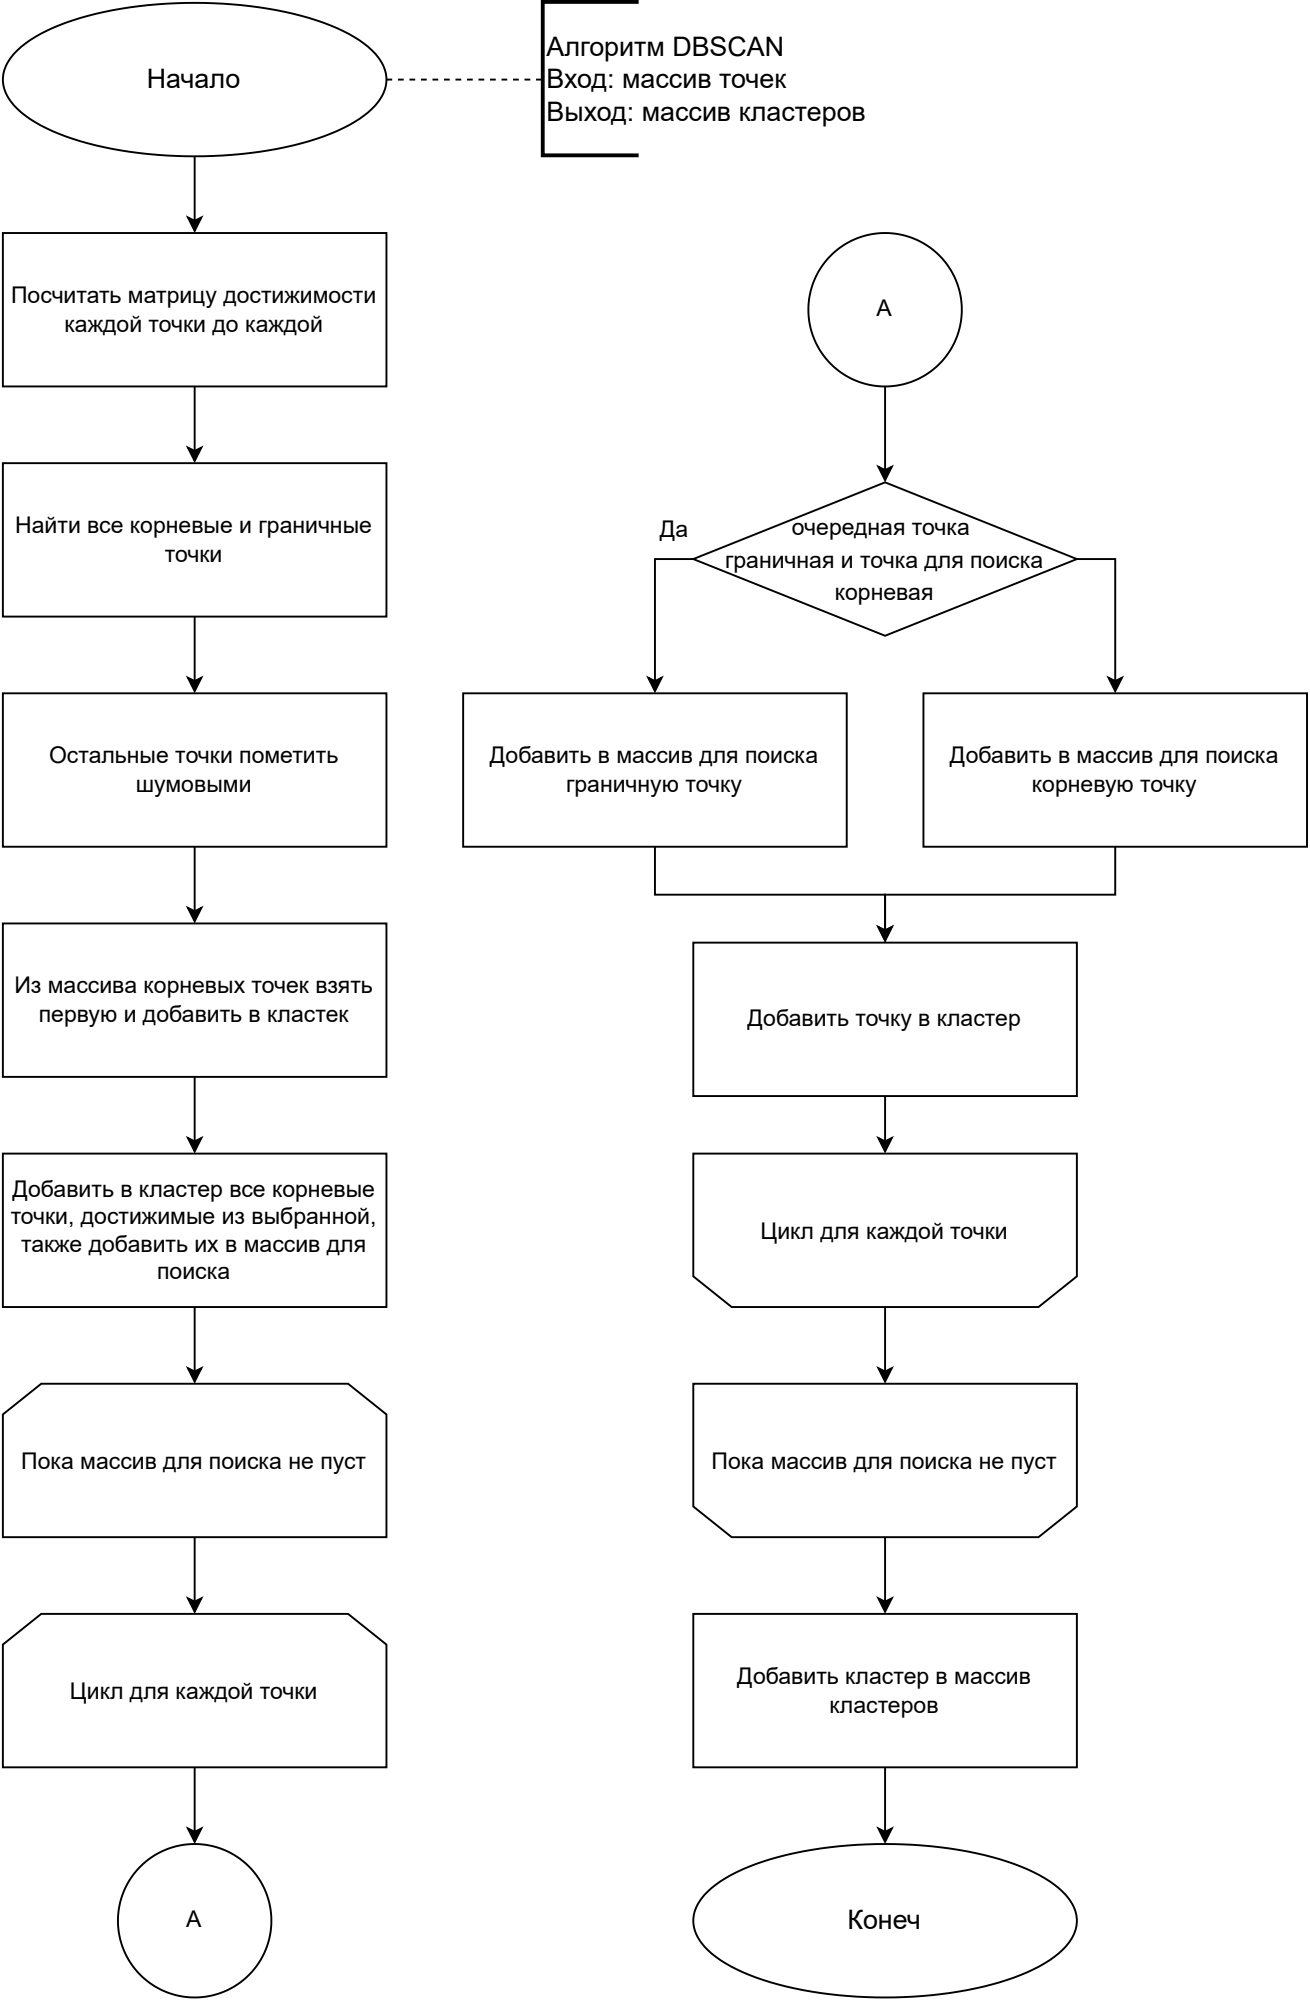 Начало
Алгоритм DBSCAN
Вход: массив точек
Выход: массив кластеров
Посчитать матрицу достижимости
каждой точки до каждой
Найти все корневые и граничные
точки
Остальные точки пометить
шумовыми
Из массива корневых точек взять
первую и добавить в кластек
Добавить в кластер все корневые
точки, достижимые из выбранной,
также добавить их в массив для
поиска
Пока массив для поиска не пуст
Цикл для каждой точки
А
А
Да
очередная точка
граничная и точка для поиска
корневая
Добавить в массив для поиска
граничную точку
Добавить в массив для поиска
корневую точку
Добавить точку в кластер
Цикл для каждой точки
Пока массив для поиска не пуст
Добавить кластер в массив
кластеров
Конеч